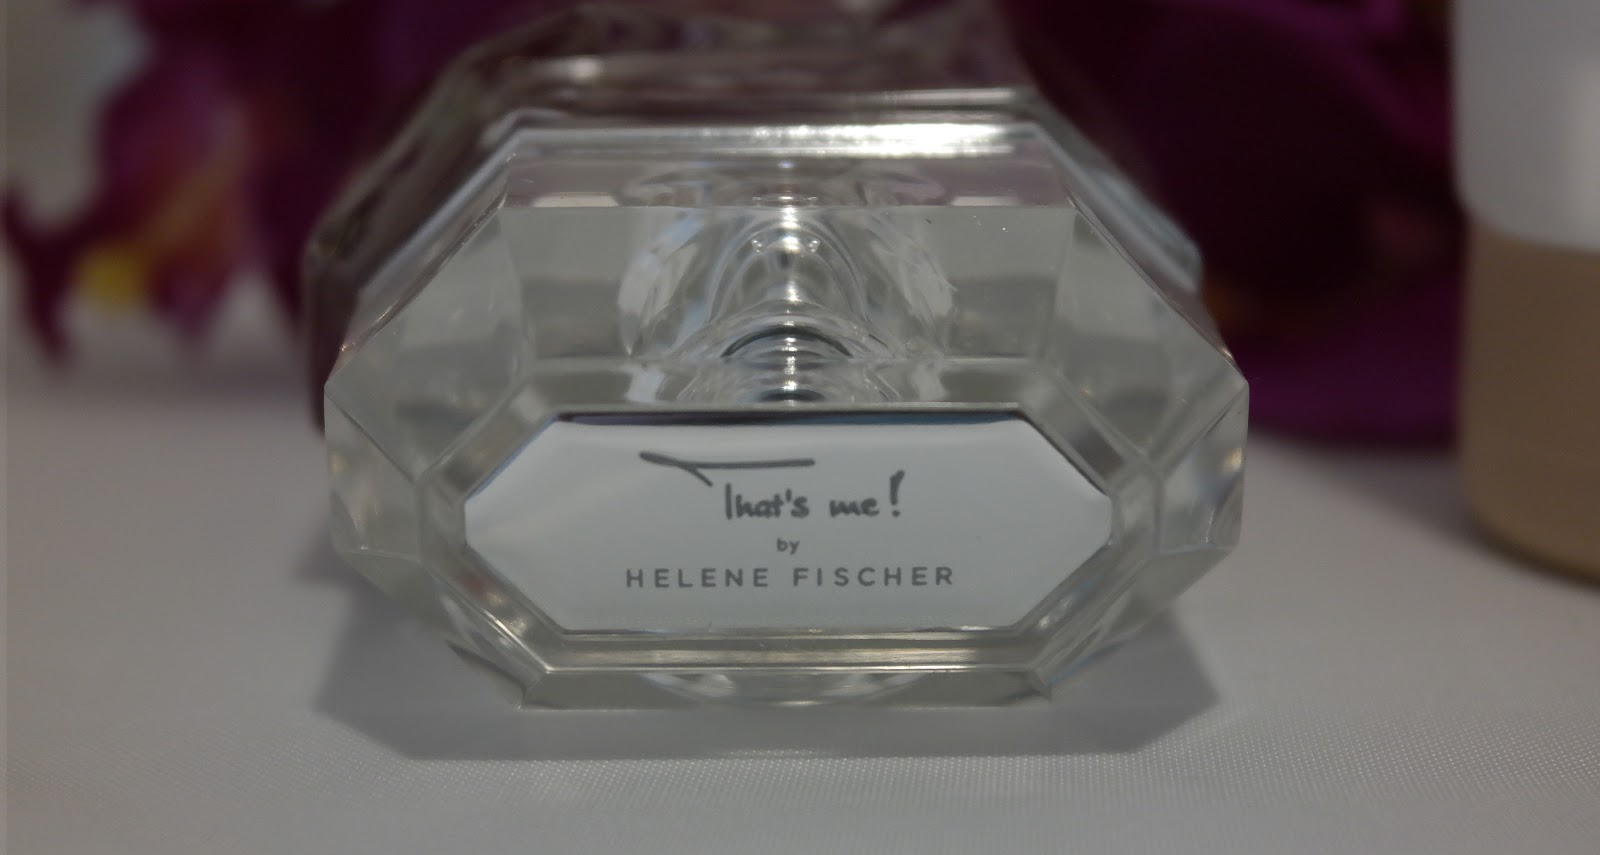 That's me!
by
HELENE FISCHER